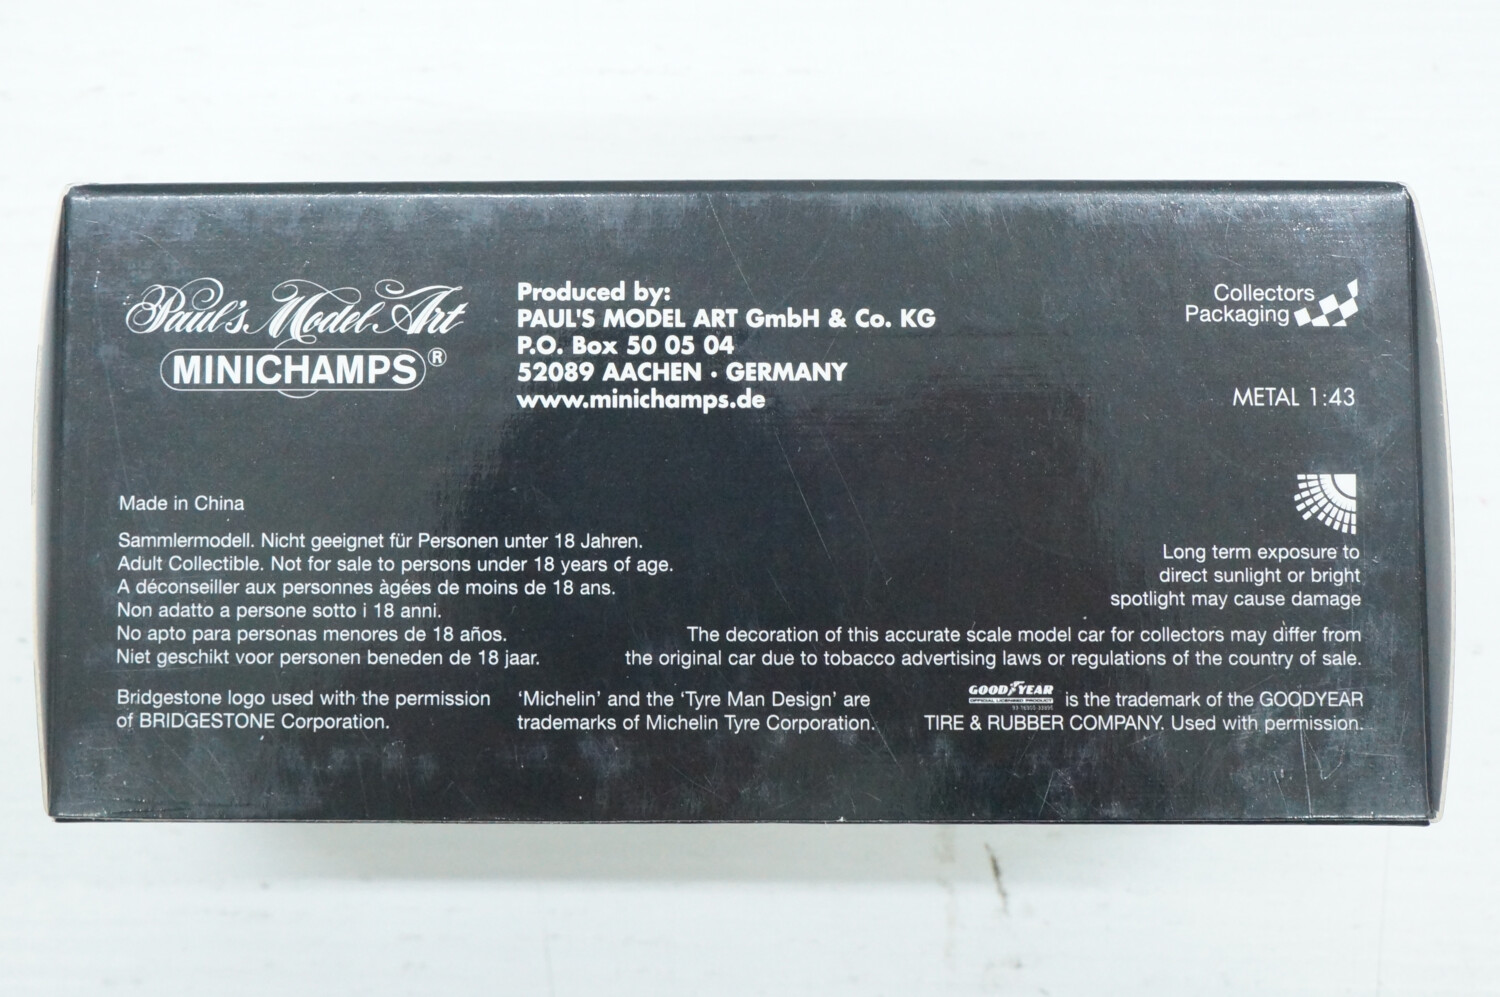 Paul's Model Art
MINICHAMPS®
Produced by:
PAUL'S MODEL ART GmbH & Co. KG
P.O. Box 50 05 04
52089 AACHEN · GERMANY
www.minichamps.de
Collectors
Packaging
METAL 1:43
Made in China
Sammlermodell. Nicht geeignet für Personen unter 18 Jahren.
Adult Collectible. Not for sale to persons under 18 years of age.
A déconseiller aux personnes àgées de moins de 18 ans.
Non adatto a persone sotto i 18 anni.
No apto para personas menores de 18 años.
Niet geschikt voor personen beneden de 18 jaar.
Long term exposure to
direct sunlight or bright
spotlight may cause damage
The decoration of this accurate scale model car for collectors may differ from
the original car due to tobacco advertising laws or regulations of the country of sale.
Bridgestone logo used with the permission
of BRIDGESTONE Corporation.
‘Michelin’ and the ‘Tyre Man Design’ are
trademarks of Michelin Tyre Corporation.
GOODYEAR is the trademark of the GOODYEAR
OFFICIAL LICENSED PRODUCT
TIRE & RUBBER COMPANY. Used with permission.